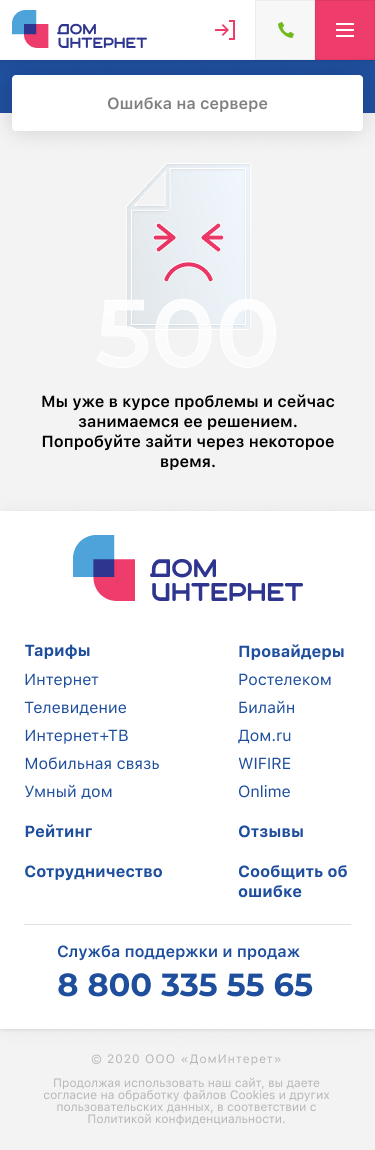 ДОМ
ИНТЕРНЕТ
Ошибка на сервере
500
Мы уже в курсе проблемы и сейчас
занимаемся ее решением.
Попробуйте зайти через некоторое
время.
ДОМ
ИНТЕРНЕТ
Тарифы
Интернет
Телевидение
Интернет+ТВ
Мобильная связь
Умный дом
Рейтинг
Сотрудничество
Провайдеры
Ростелеком
Билайн
Дом.ru
WIFIRE
Onlime
Отзывы
Сообщить об
ошибке
Служба поддержки и продаж
8 800 335 55 65
© 2020 ООО «ДомИнтерет»
Продолжая использовать наш сайт, вы даете
согласие на обработку файлов Cookies и других
пользовательских данных, в соответствии с
Политикой конфиденциальности.